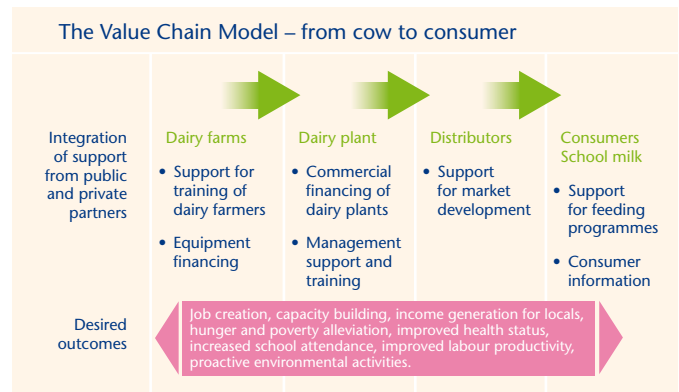 The Value Chain Model – from cow to consumer
Integration
of support
from public
and private
partners
Dairy farms
• Support for
training of
dairy farmers
• Equipment
financing
Dairy plant
• Commercial
financing of
dairy plants
• Management
support and
training
Distributors
• Support
for market
development
Consumers
School milk
• Support
for feeding
programmes
• Consumer
information
Desired
outcomes
Job creation, capacity building, income generation for locals,
hunger and poverty alleviation, improved health status,
increased school attendance, improved labour productivity,
proactive environmental activities.